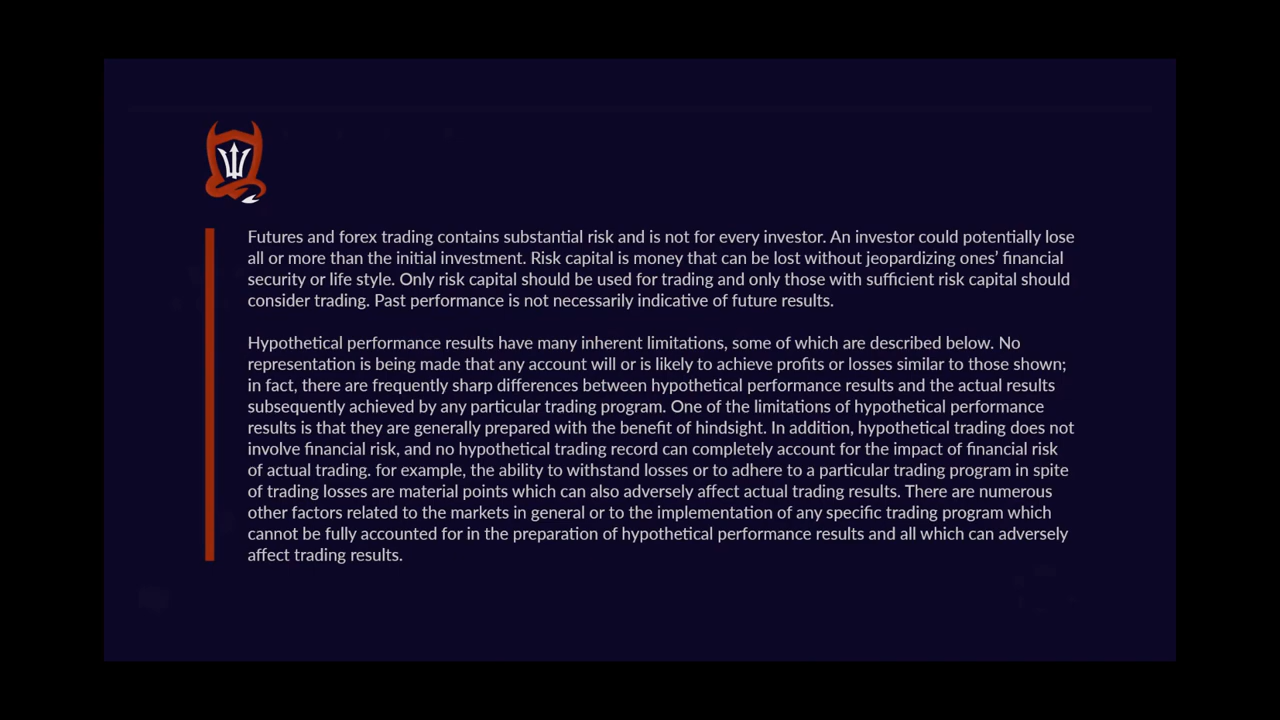 Futures and forex trading contains substantial risk and is not for every investor. An investor could potentially lose
all or more than the initial investment. Risk capital is money that can be lost without jeopardizing ones’ financial
security or life style. Only risk capital should be used for trading and only those with sufficient risk capital should
consider trading. Past performance is not necessarily indicative of future results.
Hypothetical performance results have many inherent limitations, some of which are described below. No
representation is being made that any account will or is likely to achieve profits or losses similar to those shown;
in fact, there are frequently sharp differences between hypothetical performance results and the actual results
subsequently achieved by any particular trading program. One of the limitations of hypothetical performance
results is that they are generally prepared with the benefit of hindsight. In addition, hypothetical trading does not
involve financial risk, and no hypothetical trading record can completely account for the impact of financial risk
of actual trading. for example, the ability to withstand losses or to adhere to a particular trading program in spite
of trading losses are material points which can also adversely affect actual trading results. There are numerous
other factors related to the markets in general or to the implementation of any specific trading program which
cannot be fully accounted for in the preparation of hypothetical performance results and all which can adversely
affect trading results.